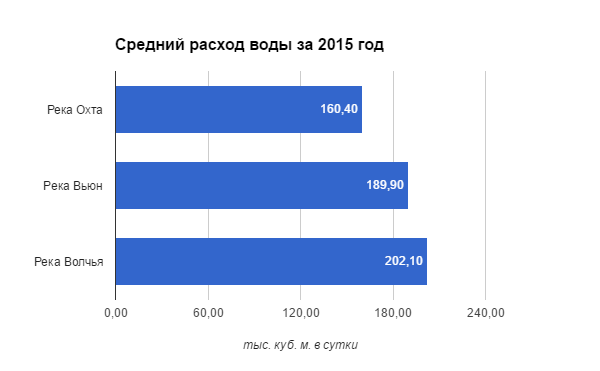 Средний расход воды за 2015 год
Река Охта
160,40
Река Вьюн
189,90
Река Волчья
202,10
0,00 60,00 120,00 180,00 240,00
тыс. куб. м. в сутки